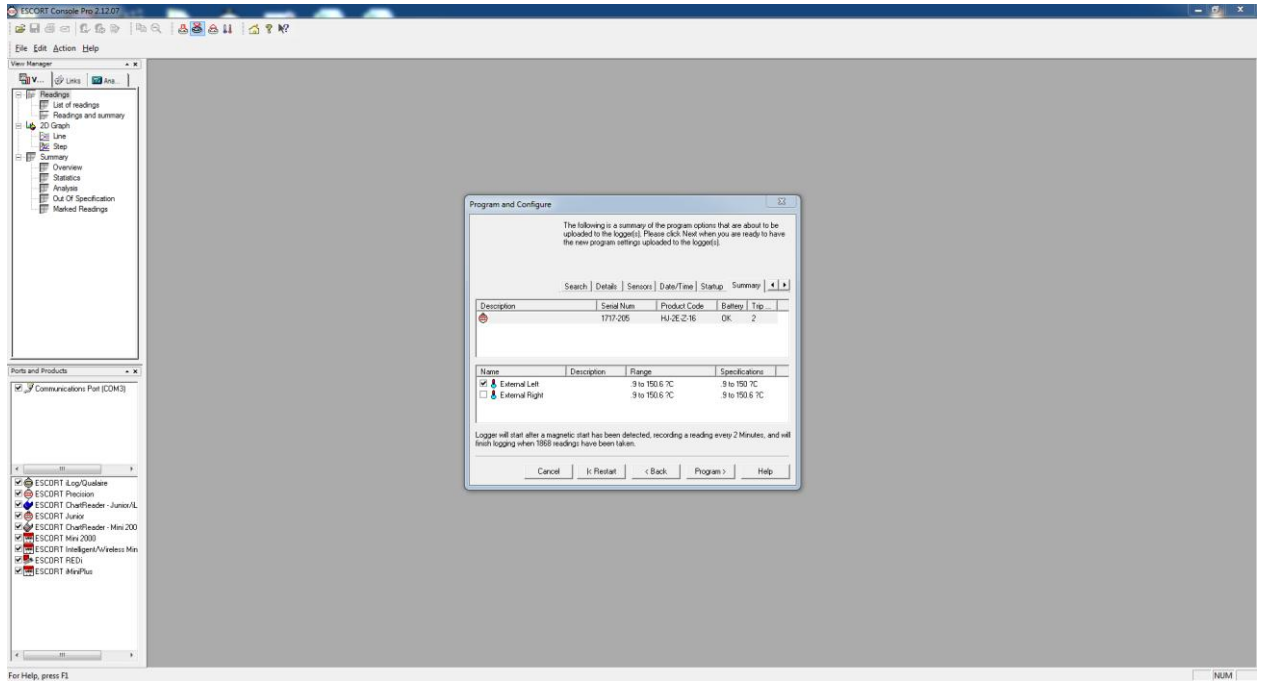 ESCORT Console Pro 2.12.07
File Edit Action Help
View Manager
V... Links Ana...
Readings
List of readings
Readings and summary
2D Graph
Line
Step
Summary
Overview
Statistics
Analysis
Out Of Specification
Marked Readings
Program and Configure
The following is a summary of the program options that are about to be
uploaded to the logger(s). Please click Next when you are ready to have
the new program settings uploaded to the logger(s).
Search Details Sensors Date/Time Startup Summary
Description Serial Num Product Code Battery Trip ...
1717-205 HJ-2E-Z-16 OK 2
Name Description Range Specifications
External Left .9 to 150.6 ?C .9 to 150 ?C
External Right .9 to 150.6 ?C .9 to 150.6 ?C
Logger will start after a magnetic start has been detected, recording a reading every 2 Minutes, and will
finish logging when 1868 readings have been taken.
Cancel |< Restart < Back Program > Help
Ports and Products
Communications Port (COM3)
ESCORT iLog/Qualaire
ESCORT Precision
ESCORT ChartReader - Junior/iL
ESCORT Junior
ESCORT ChartReader - Mini 200
ESCORT Mini 2000
ESCORT Intelligent/Wireless Min
ESCORT REDi
ESCORT iMiniPlus
For Help, press F1
NUM